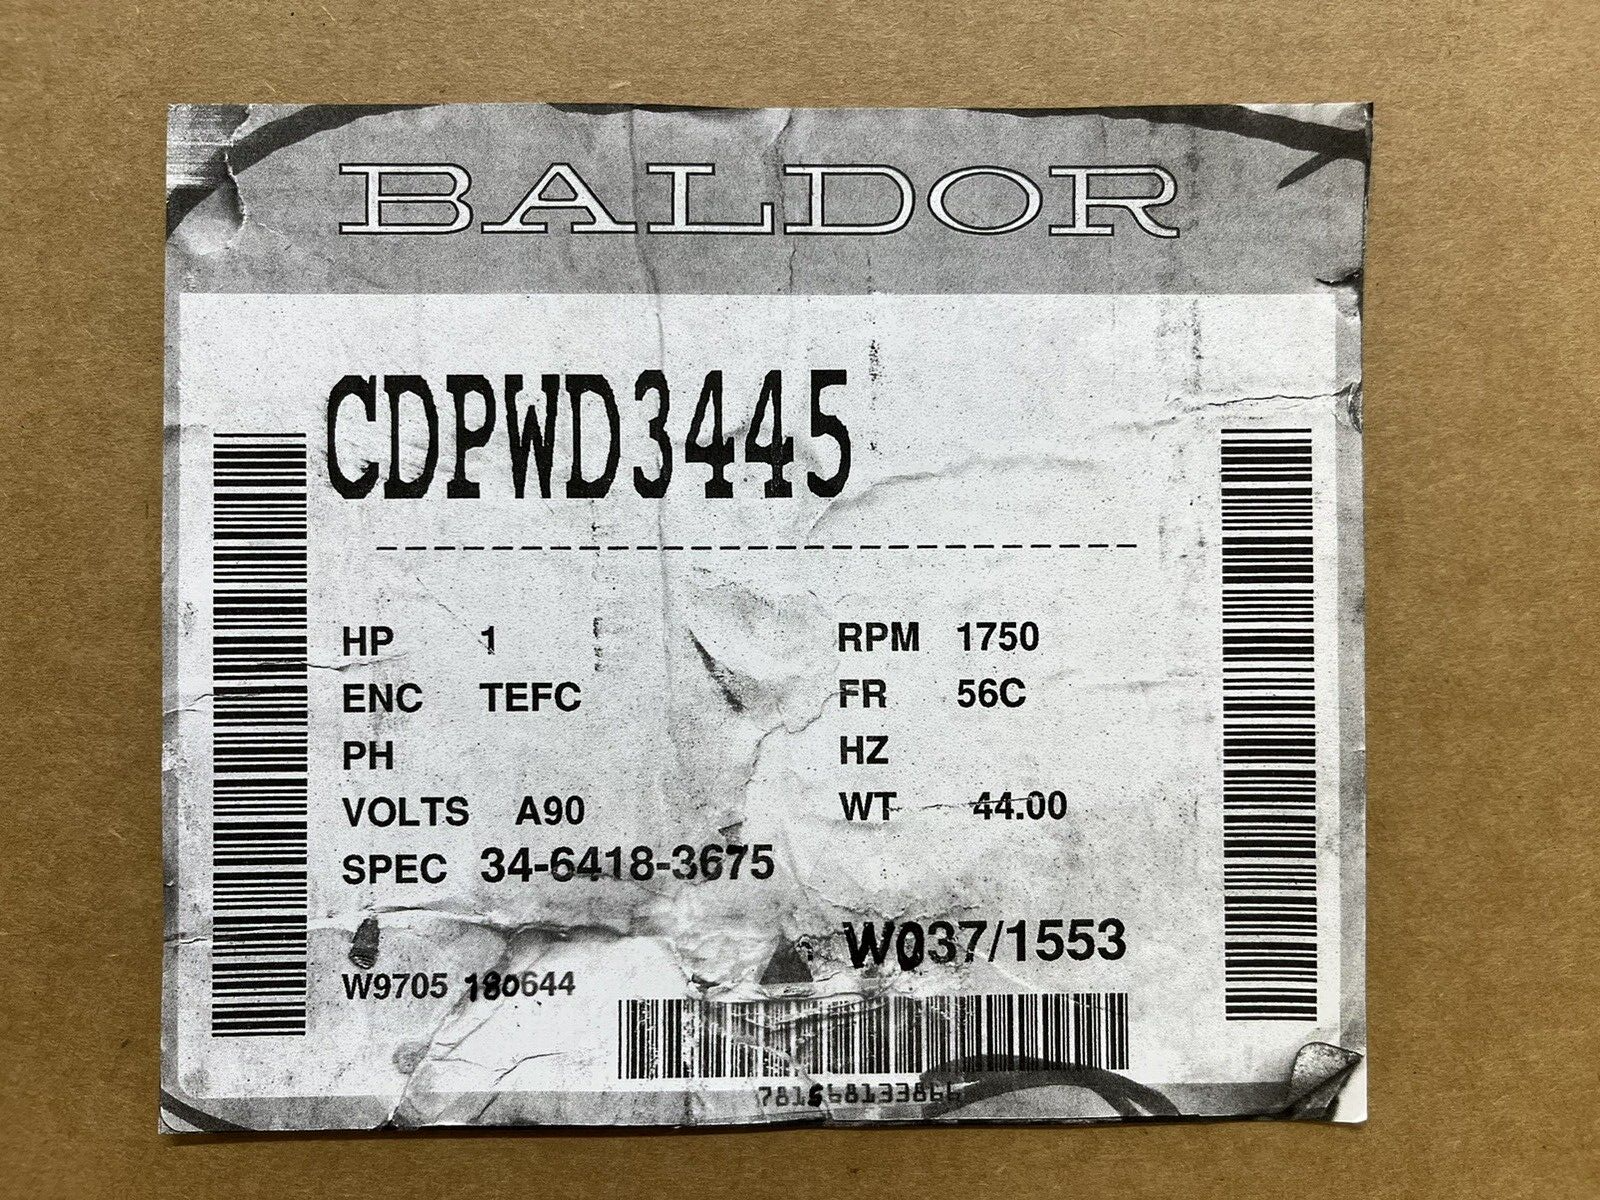 BALDOR
CDPWD3445
HP 1 RPM 1750
ENC TEFC FR 56C
PH HZ
VOLTS A90 WT 44.00
SPEC 34-6418-3675
W037/1553
W9705 180644
781568133866